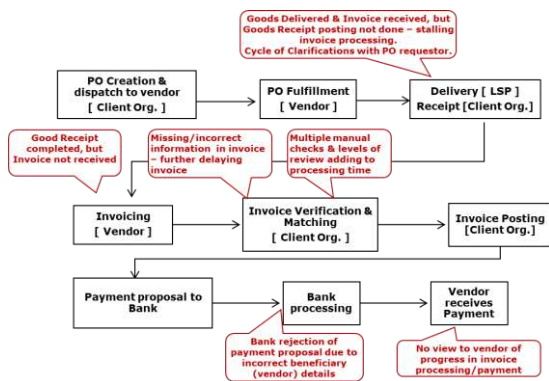 Goods Delivered & Invoice received, but
Goods Receipt posting not done – stalling
invoice processing.
Cycle of Clarifications with PO requestor.
PO Creation &
dispatch to vendor
[ Client Org. ]
PO Fulfillment
[ Vendor ]
Delivery [ LSP ]
Receipt [Client Org.]
Good Receipt
completed, but
Invoice not received
Missing/incorrect
information in invoice
– further delaying
invoice
Multiple manual
checks & levels of
review adding to
processing time
Invoicing
[ Vendor ]
Invoice Verification &
Matching
[ Client Org. ]
Invoice Posting
[Client Org.]
Payment proposal to
Bank
Bank
processing
Vendor
receives
Payment
Bank rejection of
payment proposal due to
incorrect beneficiary
(vendor) details
No view to vendor of
progress in invoice
processing/payment